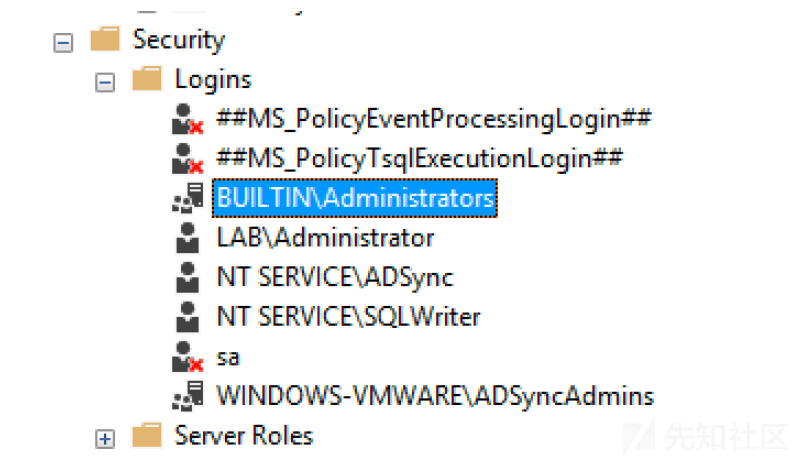 Security
Logins
##MS_PolicyEventProcessingLogin##
##MS_PolicyTsqlExecutionLogin##
BUILTIN\Administrators
LAB\Administrator
NT SERVICE\ADSync
NT SERVICE\SQLWriter
sa
WINDOWS-VMWARE\ADSyncAdmins
Server Roles
先知社区